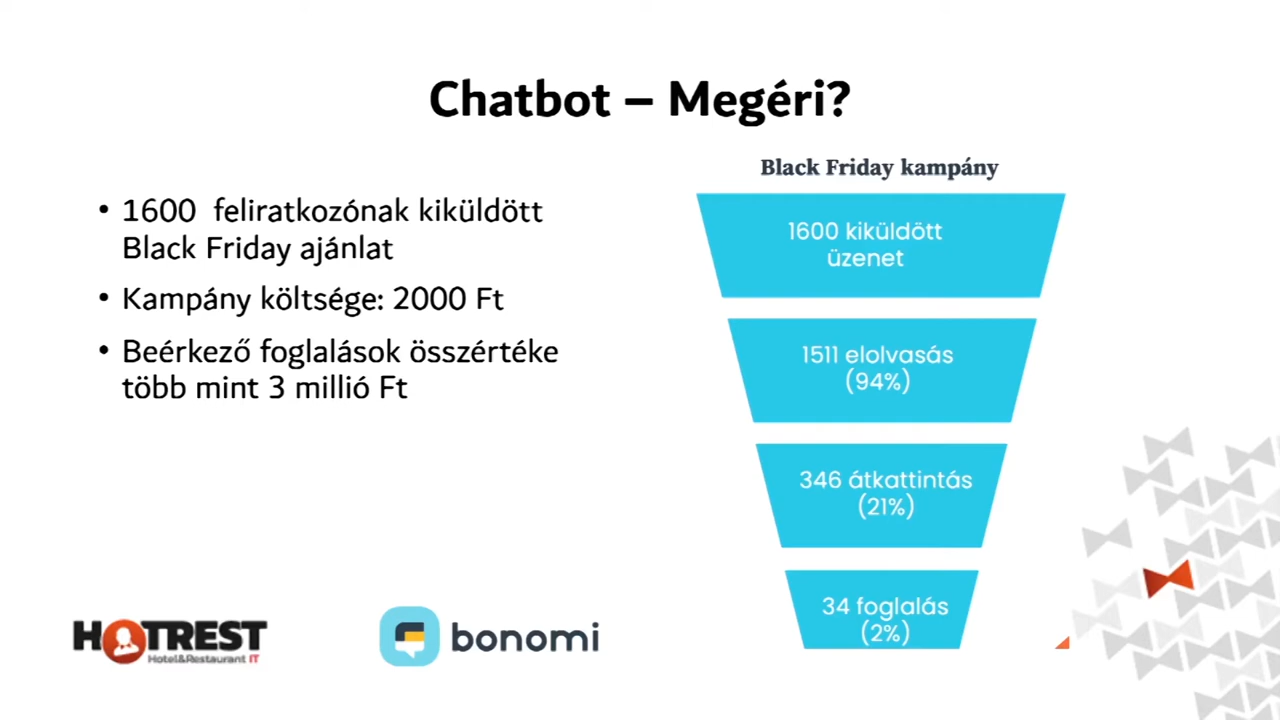 Chatbot – Megéri?
• 1600 feliratkozónak kiküldött
Black Friday ajánlat
• Kampány költsége: 2000 Ft
• Beérkező foglalások összértéke
több mint 3 millió Ft
Black Friday kampány
1600 kiküldött
üzenet
1511 elolvasás
(94%)
346 átkattintás
(21%)
34 foglalás
(2%)
HOTREST
Hotel&Restaurant IT
bonomi